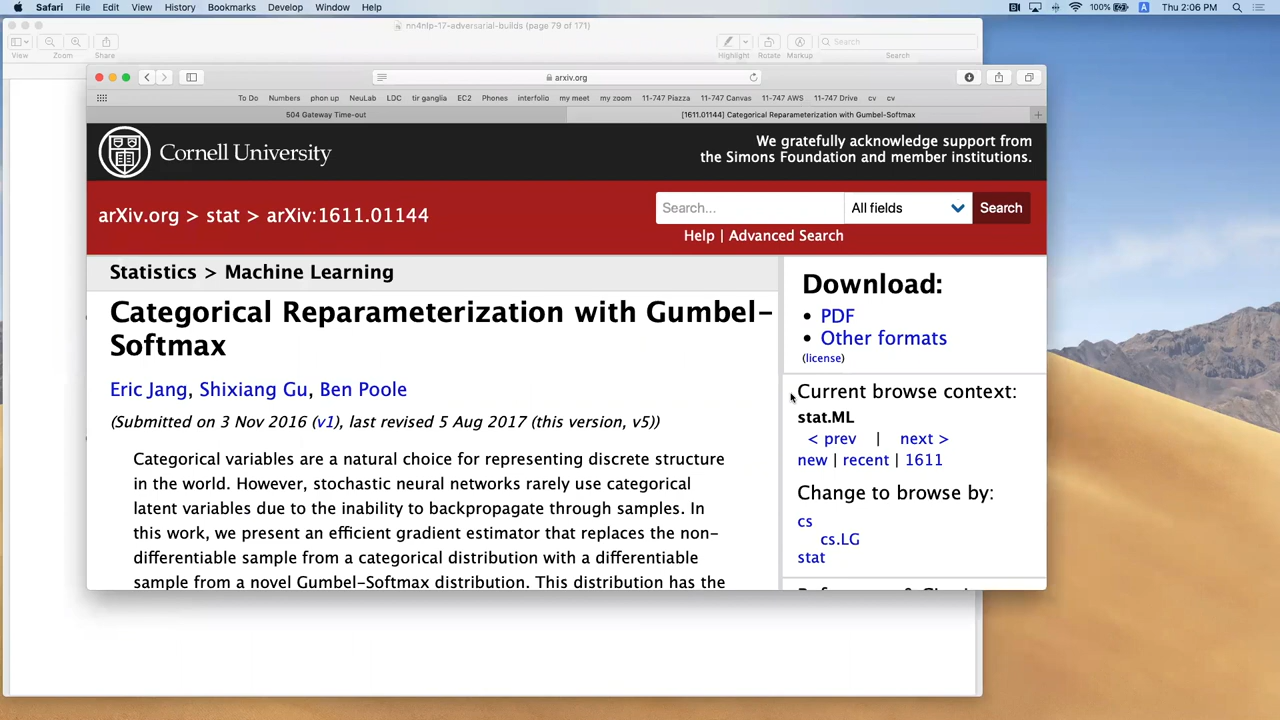 Safari File Edit View History Bookmarks Develop Window Help
100% A Thu 2:06 PM
nn4nlp-17-edversarial-builds (page 79 of 171)
Search
View Zoom Share Highlight Rotate Markup Search
arxiv.org
To Do Numbers phon up NeuLab LDC tir ganglia EC2 Phones interfolio my meet my zoom 11-747 Piazza 11-747 Canvas 11-747 AWS 11-747 Drive cv cv
504 Gateway Time-out
[1611.01144] Categorical Reparameterization with Gumbel-Softmax
Cornell University
We gratefully acknowledge support from
the Simons Foundation and member institutions.
arXiv.org > stat > arXiv:1611.01144
Search... All fields Search
Help | Advanced Search
Statistics > Machine Learning
Categorical Reparameterization with Gumbel-
Softmax
Eric Jang, Shixiang Gu, Ben Poole
(Submitted on 3 Nov 2016 (v1), last revised 5 Aug 2017 (this version, v5))
Categorical variables are a natural choice for representing discrete structure
in the world. However, stochastic neural networks rarely use categorical
latent variables due to the inability to backpropagate through samples. In
this work, we present an efficient gradient estimator that replaces the non-
differentiable sample from a categorical distribution with a differentiable
sample from a novel Gumbel-Softmax distribution. This distribution has the
Download:
• PDF
• Other formats
(license)
Current browse context:
stat.ML
< prev | next >
new | recent | 1611
Change to browse by:
cs
cs.LG
stat